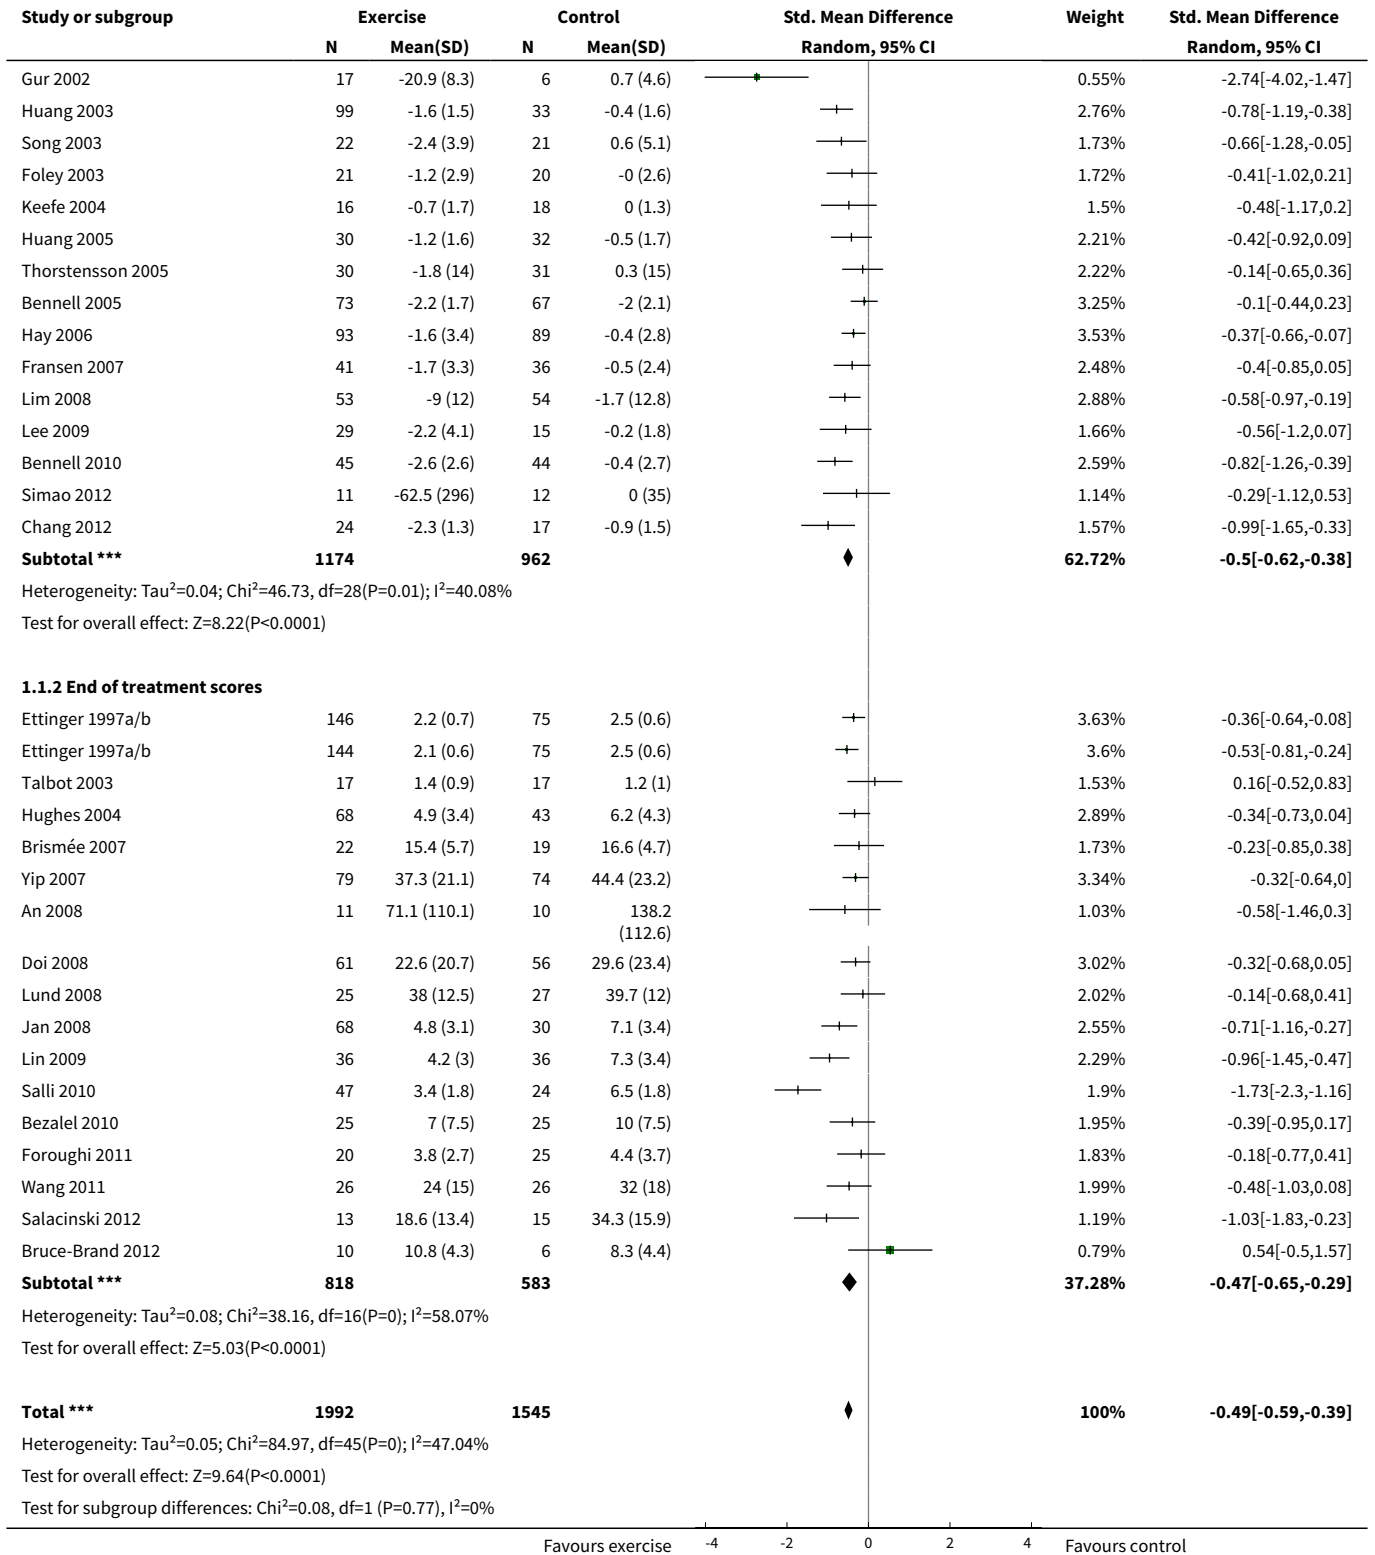 Study or subgroup Exercise Control Std. Mean Difference Weight Std. Mean Difference
N Mean(SD) N Mean(SD) Random, 95% CI Random, 95% CI
Gur 2002 17 -20.9 (8.3) 6 0.7 (4.6) 0.55% -2.74[-4.02,-1.47]
Huang 2003 99 -1.6 (1.5) 33 -0.4 (1.6) 2.76% -0.78[-1.19,-0.38]
Song 2003 22 -2.4 (3.9) 21 0.6 (5.1) 1.73% -0.66[-1.28,-0.05]
Foley 2003 21 -1.2 (2.9) 20 -0 (2.6) 1.72% -0.41[-1.02,0.21]
Keefe 2004 16 -0.7 (1.7) 18 0 (1.3) 1.5% -0.48[-1.17,0.2]
Huang 2005 30 -1.2 (1.6) 32 -0.5 (1.7) 2.21% -0.42[-0.92,0.09]
Thorstensson 2005 30 -1.8 (14) 31 0.3 (15) 2.22% -0.14[-0.65,0.36]
Bennell 2005 73 -2.2 (1.7) 67 -2 (2.1) 3.25% -0.1[-0.44,0.23]
Hay 2006 93 -1.6 (3.4) 89 -0.4 (2.8) 3.53% -0.37[-0.66,-0.07]
Fransen 2007 41 -1.7 (3.3) 36 -0.5 (2.4) 2.48% -0.4[-0.85,0.05]
Lim 2008 53 -9 (12) 54 -1.7 (12.8) 2.88% -0.58[-0.97,-0.19]
Lee 2009 29 -2.2 (4.1) 15 -0.2 (1.8) 1.66% -0.56[-1.2,0.07]
Bennell 2010 45 -2.6 (2.6) 44 -0.4 (2.7) 2.59% -0.82[-1.26,-0.39]
Simao 2012 11 -62.5 (296) 12 0 (35) 1.14% -0.29[-1.12,0.53]
Chang 2012 24 -2.3 (1.3) 17 -0.9 (1.5) 1.57% -0.99[-1.65,-0.33]
Subtotal *** 1174 962 62.72% -0.5[-0.62,-0.38]
Heterogeneity: Tau²=0.04; Chi²=46.73, df=28(P=0.01); I²=40.08%
Test for overall effect: Z=8.22(P<0.0001)
1.1.2 End of treatment scores
Ettinger 1997a/b 146 2.2 (0.7) 75 2.5 (0.6) 3.63% -0.36[-0.64,-0.08]
Ettinger 1997a/b 144 2.1 (0.6) 75 2.5 (0.6) 3.6% -0.53[-0.81,-0.24]
Talbot 2003 17 1.4 (0.9) 17 1.2 (1) 1.53% 0.16[-0.52,0.83]
Hughes 2004 68 4.9 (3.4) 43 6.2 (4.3) 2.89% -0.34[-0.73,0.04]
Brismée 2007 22 15.4 (5.7) 19 16.6 (4.7) 1.73% -0.23[-0.85,0.38]
Yip 2007 79 37.3 (21.1) 74 44.4 (23.2) 3.34% -0.32[-0.64,0]
An 2008 11 71.1 (110.1) 10 138.2 1.03% -0.58[-1.46,0.3]
(112.6)
Doi 2008 61 22.6 (20.7) 56 29.6 (23.4) 3.02% -0.32[-0.68,0.05]
Lund 2008 25 38 (12.5) 27 39.7 (12) 2.02% -0.14[-0.68,0.41]
Jan 2008 68 4.8 (3.1) 30 7.1 (3.4) 2.55% -0.71[-1.16,-0.27]
Lin 2009 36 4.2 (3) 36 7.3 (3.4) 2.29% -0.96[-1.45,-0.47]
Salli 2010 47 3.4 (1.8) 24 6.5 (1.8) 1.9% -1.73[-2.3,-1.16]
Bezalel 2010 25 7 (7.5) 25 10 (7.5) 1.95% -0.39[-0.95,0.17]
Foroughi 2011 20 3.8 (2.7) 25 4.4 (3.7) 1.83% -0.18[-0.77,0.41]
Wang 2011 26 24 (15) 26 32 (18) 1.99% -0.48[-1.03,0.08]
Salacinski 2012 13 18.6 (13.4) 15 34.3 (15.9) 1.19% -1.03[-1.83,-0.23]
Bruce-Brand 2012 10 10.8 (4.3) 6 8.3 (4.4) 0.79% 0.54[-0.5,1.57]
Subtotal *** 818 583 37.28% -0.47[-0.65,-0.29]
Heterogeneity: Tau²=0.08; Chi²=38.16, df=16(P=0); I²=58.07%
Test for overall effect: Z=5.03(P<0.0001)
Total *** 1992 1545 100% -0.49[-0.59,-0.39]
Heterogeneity: Tau²=0.05; Chi²=84.97, df=45(P=0); I²=47.04%
Test for overall effect: Z=9.64(P<0.0001)
Test for subgroup differences: Chi²=0.08, df=1 (P=0.77), I²=0%
Favours exercise -4 -2 0 2 4 Favours control